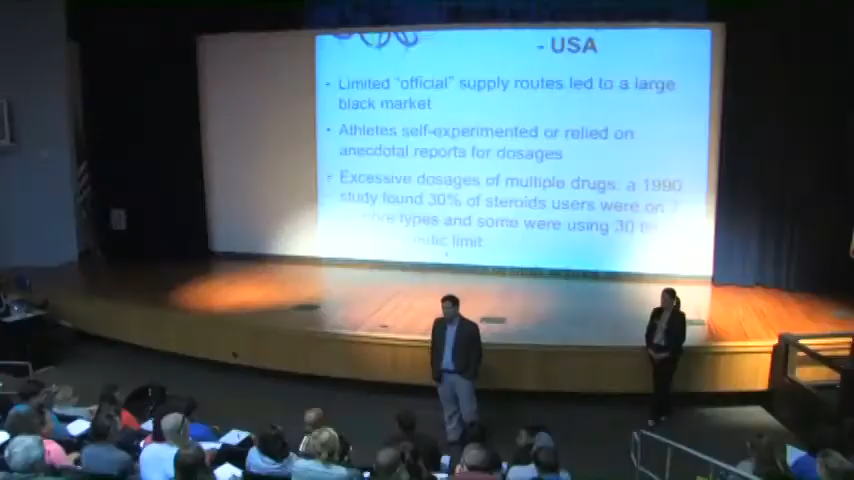 - USA
- Limited "official" supply routes led to a large
black market
- Athletes self-experimented or relied on
anecdotal reports for dosages
- Excessive dosages of multiple drugs, a 1990
study found 30% of steroids users were on
types and some were using 30
limit